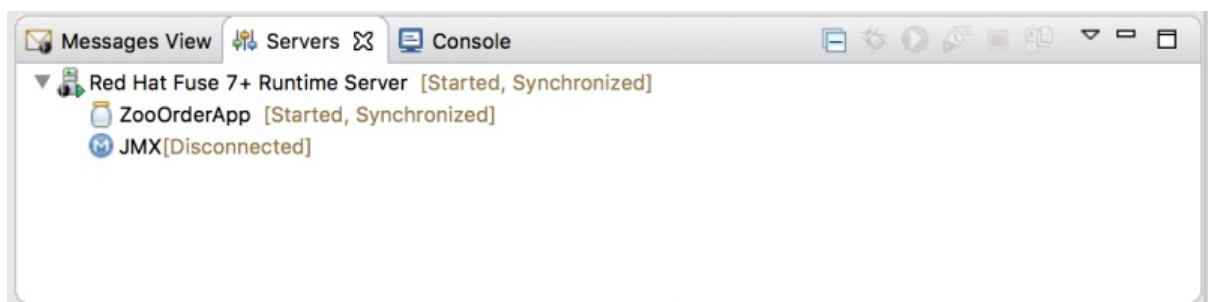 Messages View Servers Console
Red Hat Fuse 7+ Runtime Server [Started, Synchronized]
ZooOrderApp [Started, Synchronized]
JMX[Disconnected]